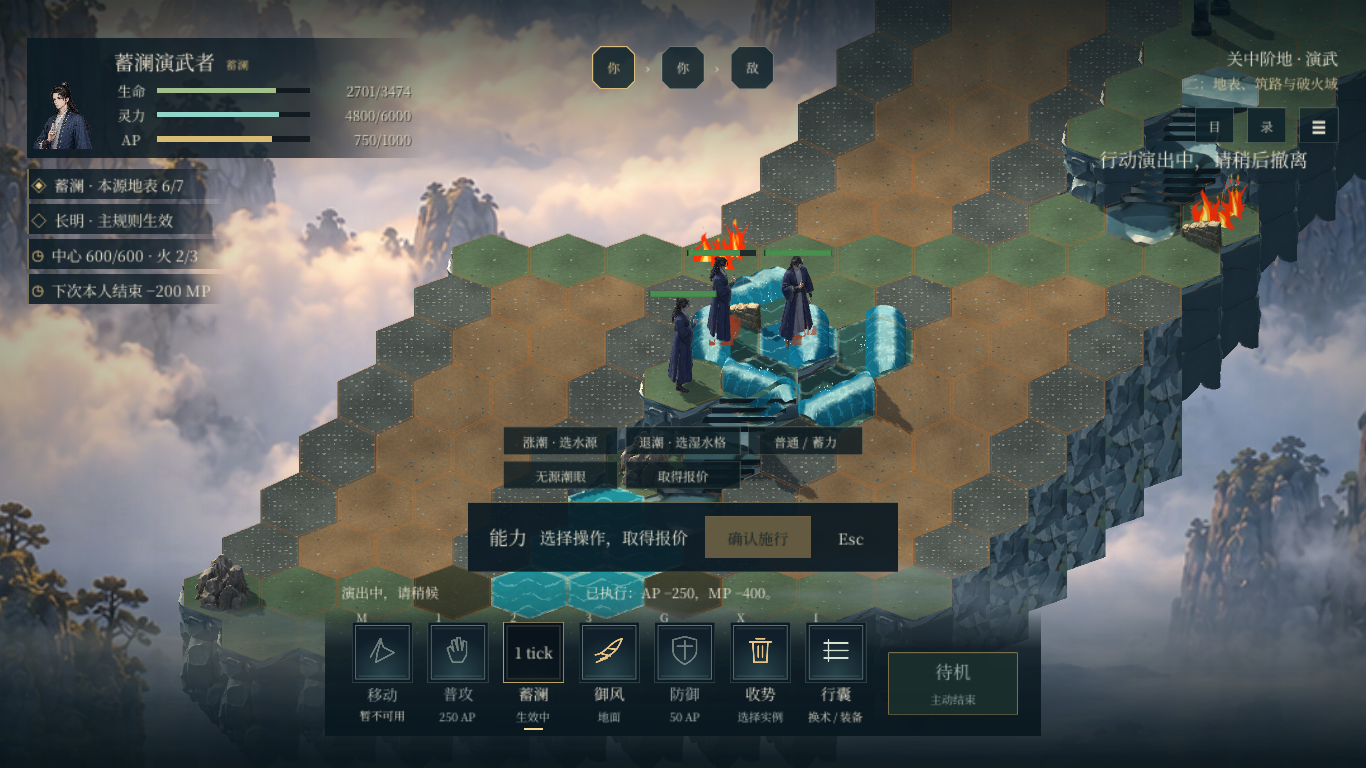 蓄澜演武者 蓄澜
生命 2701/3474
灵力 4800/6000
AP 750/1000
蓄澜 · 本源地表 6/7
长明 · 主规则生效
中心 600/600 · 火 2/3
下次本人结束 −200 MP
你 › 你 › 敌
关中阶地 · 演武
二：地表、筑路与破火域
目 录 ☰
行动演出中，请稍后撤离
涨潮 · 选水源 退潮 · 选湿水格 普通 / 蓄力
无源潮眼 取得报价
能力 选择操作，取得报价 确认施行 Esc
演出中，请稍候 已执行：AP −250，MP −400。
M 1 2 3 G X I
1 tick
移动 普攻 蓄澜 御风 防御 收势 行囊
暂不可用 250 AP 生效中 地面 50 AP 选择实例 换术 / 装备
待机
主动结束